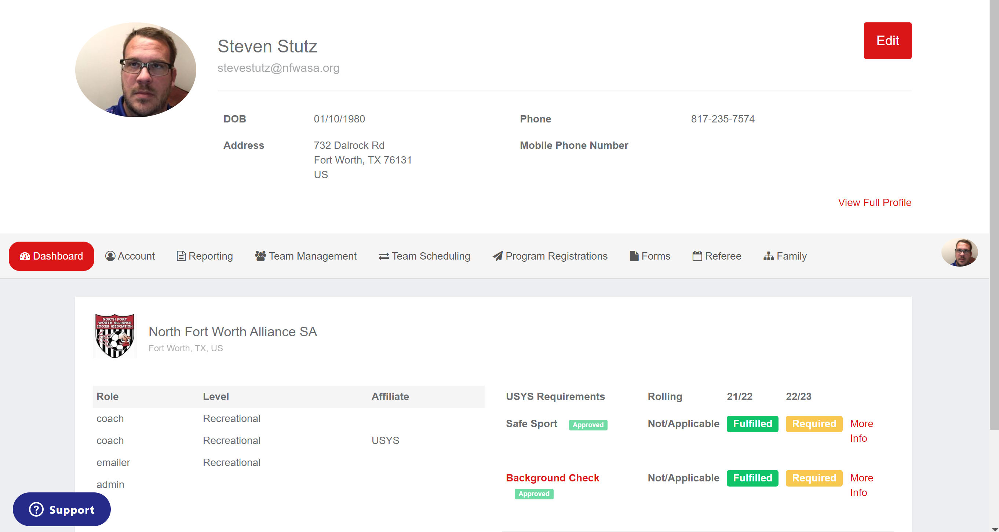 Steven Stutz
Edit
stevestutz@nfwasa.org
DOB 01/10/1980 Phone 817-235-7574
Address 732 Dalrock Rd Mobile Phone Number
Fort Worth, TX 76131
US
View Full Profile
Dashboard Account Reporting Team Management Team Scheduling Program Registrations Forms Referee Family
NORTH FORT
WORTH ALLIANCE
SOCCER ASSOCIATION
North Fort Worth Alliance SA
Fort Worth, TX, US
Role Level Affiliate
coach Recreational
coach Recreational USYS
emailer Recreational
admin
USYS Requirements Rolling 21/22 22/23
Safe Sport Approved Not/Applicable Fulfilled Required More
Info
Background Check Not/Applicable Fulfilled Required More
Approved Info
Support